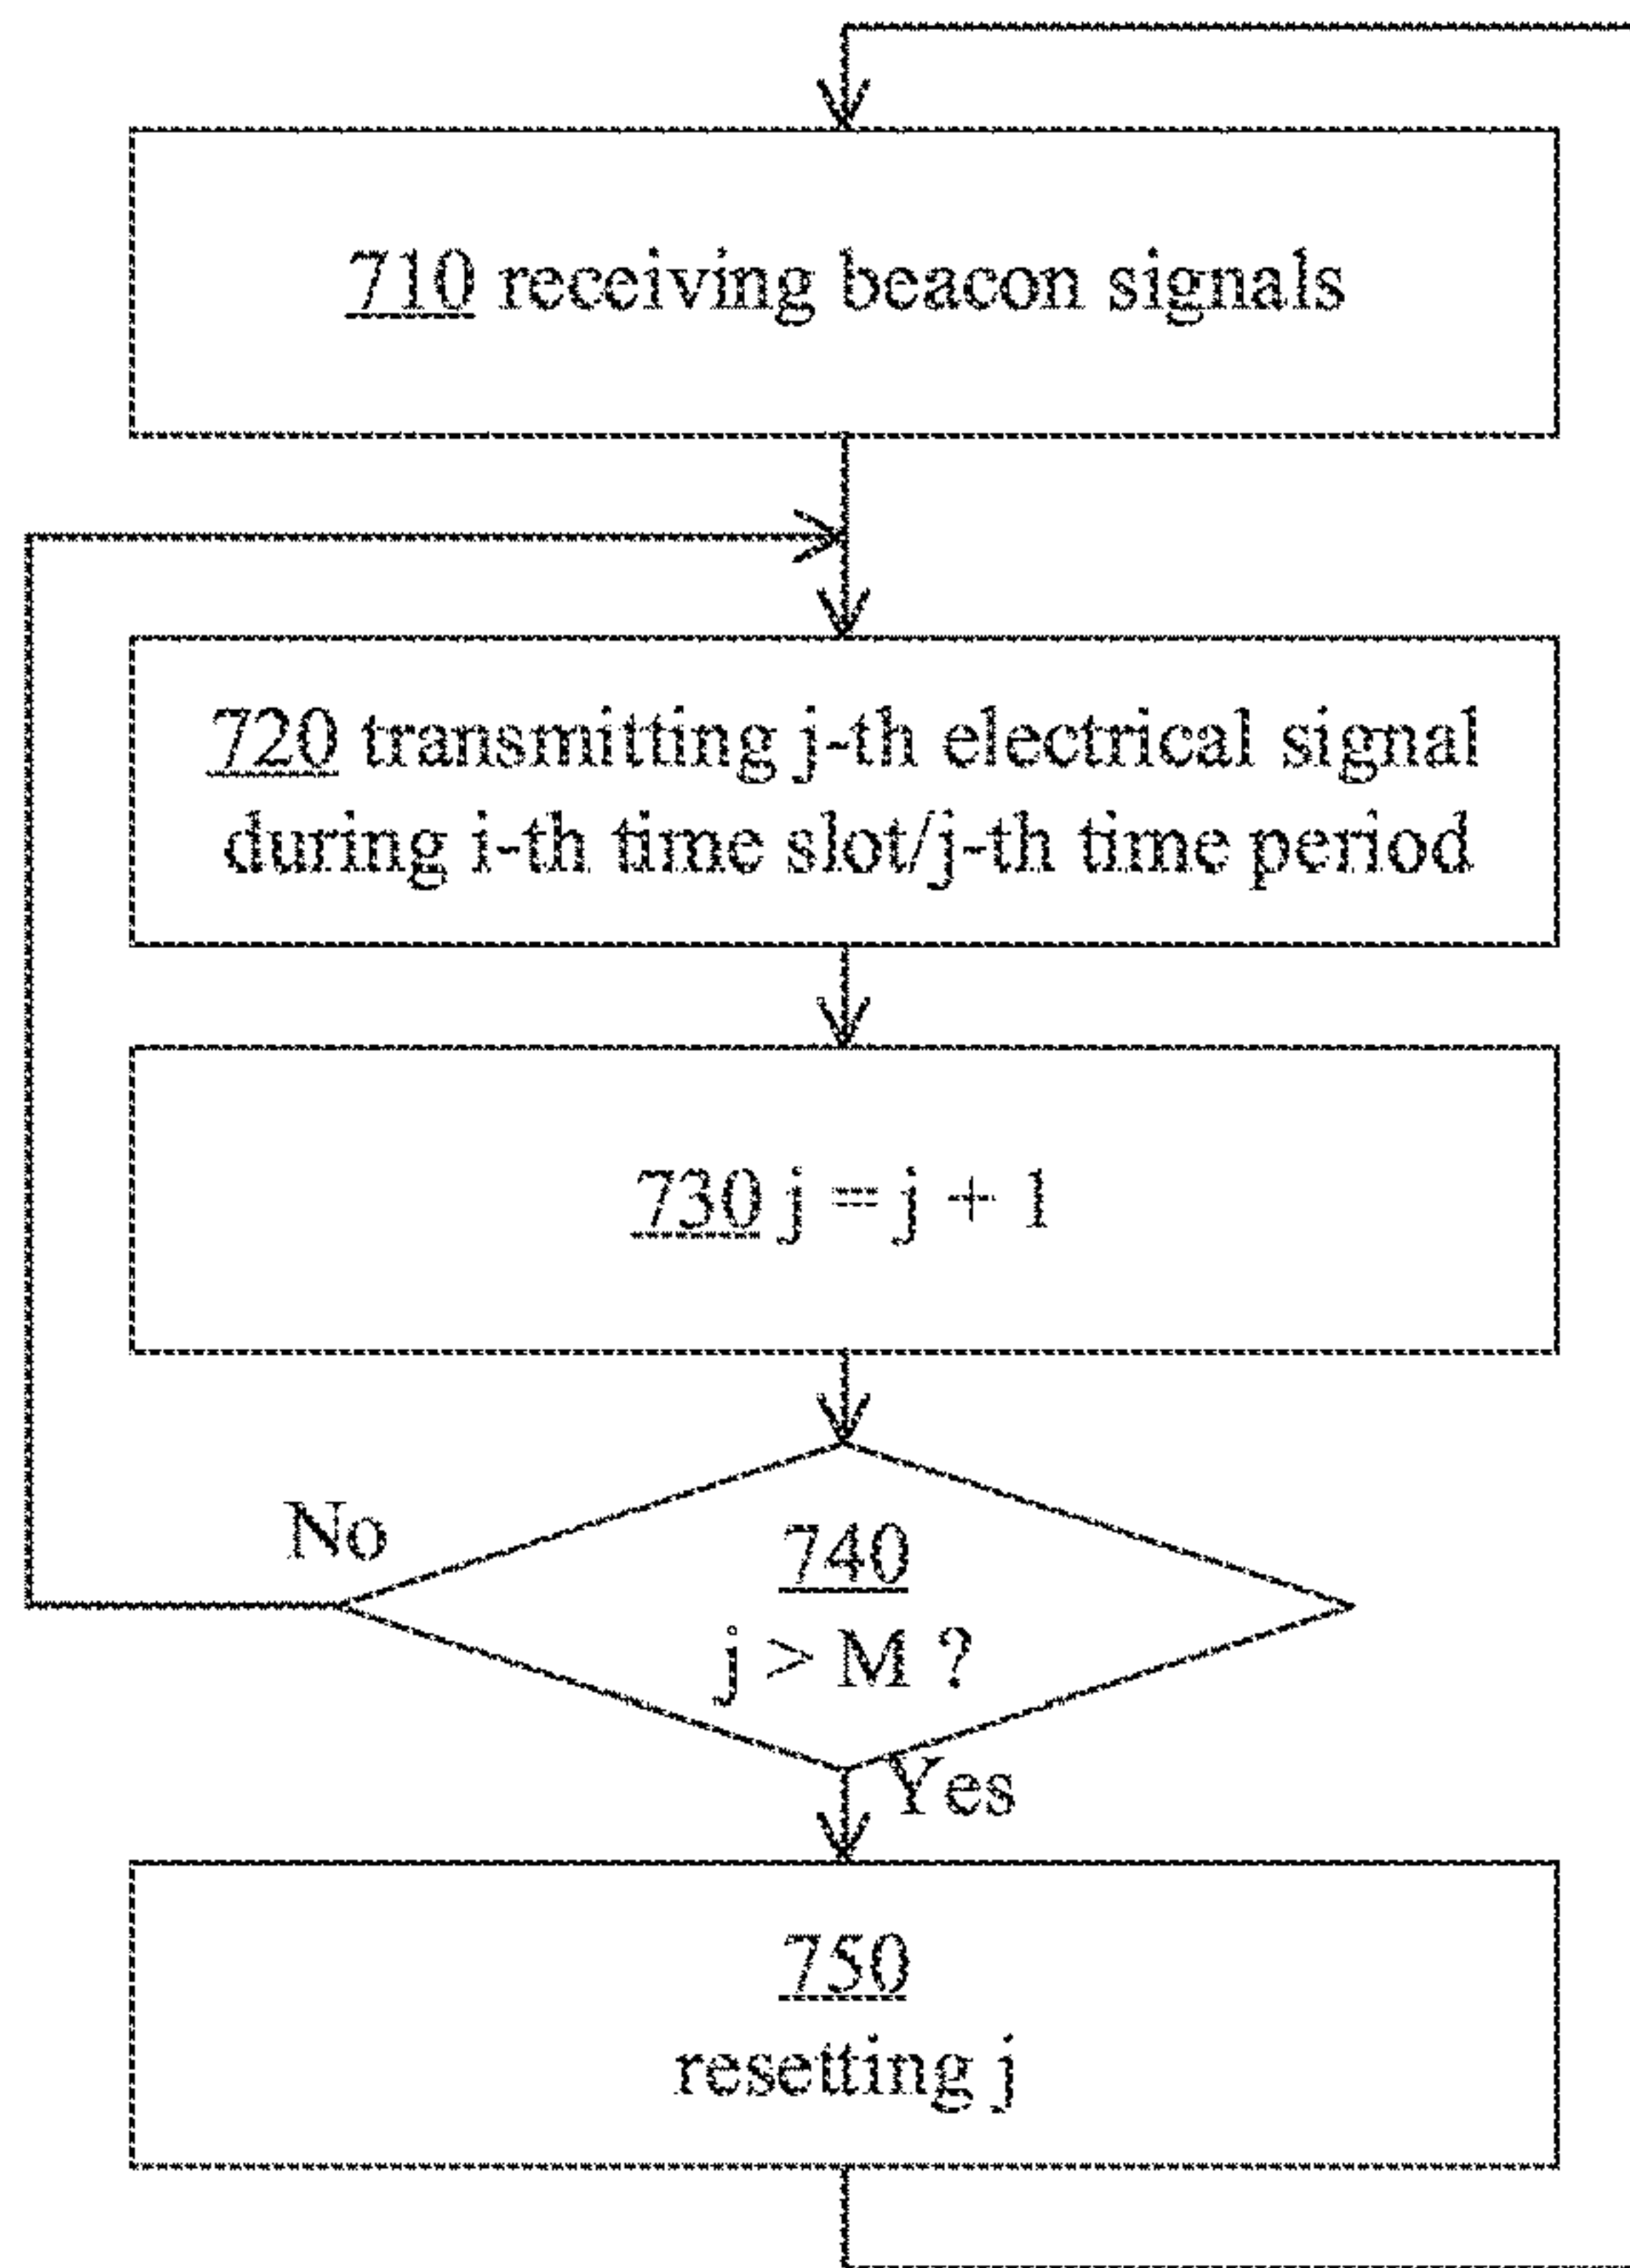 710 receiving beacon signals
720 transmitting j-th electrical signal
during i-th time slot/j-th time period
730 j = j + 1
No
740
j > M ?
Yes
750
resetting j